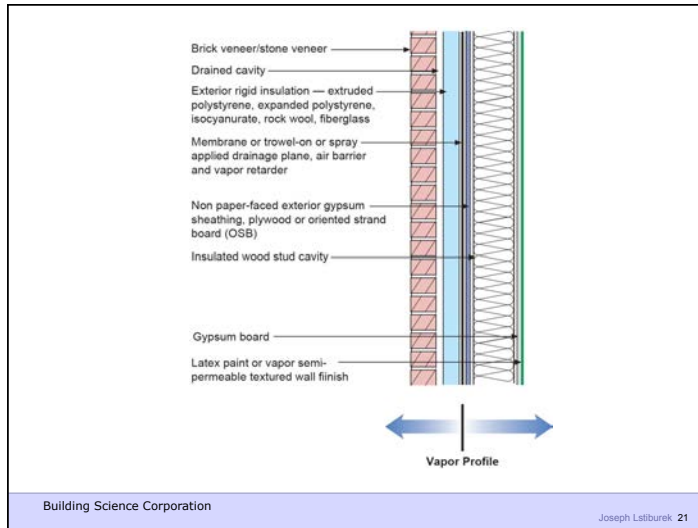 Brick veneer/stone veneer
Drained cavity
Exterior rigid insulation — extruded
polystyrene, expanded polystyrene,
isocyanurate, rock wool, fiberglass
Membrane or trowel-on or spray
applied drainage plane, air barrier
and vapor retarder
Non paper-faced exterior gypsum
sheathing, plywood or oriented strand
board (OSB)
Insulated wood stud cavity
Gypsum board
Latex paint or vapor semi-
permeable textured wall fiinish
Vapor Profile
Building Science Corporation
Joseph Lstiburek 21